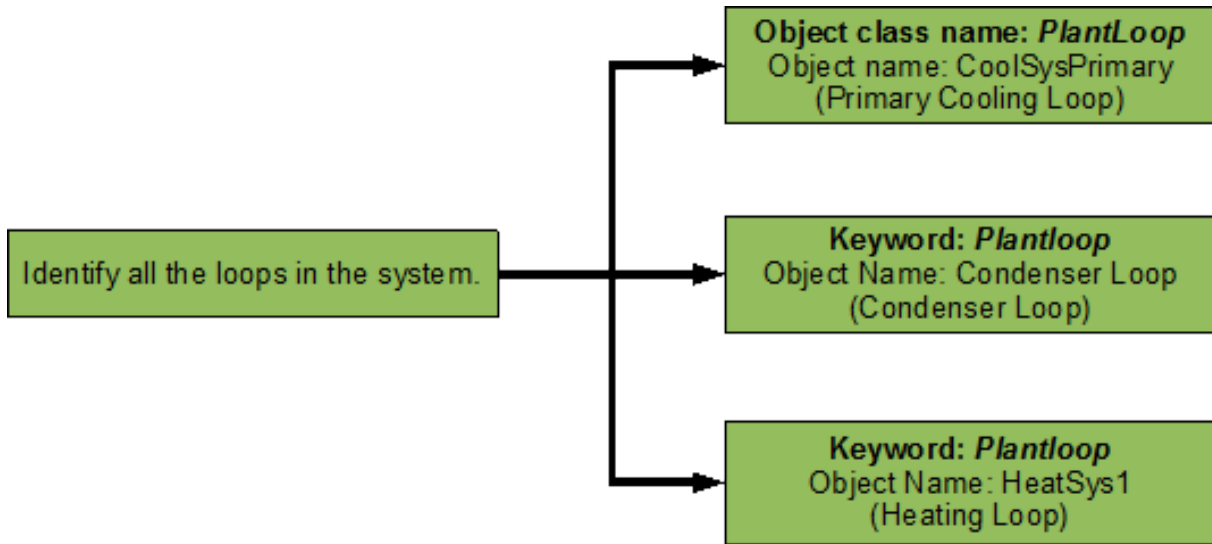 Object class name: PlantLoop
Object name: CoolSysPrimary
(Primary Cooling Loop)
Identify all the loops in the system.
Keyword: Plantloop
Object Name: Condenser Loop
(Condenser Loop)
Keyword: Plantloop
Object Name: HeatSys1
(Heating Loop)